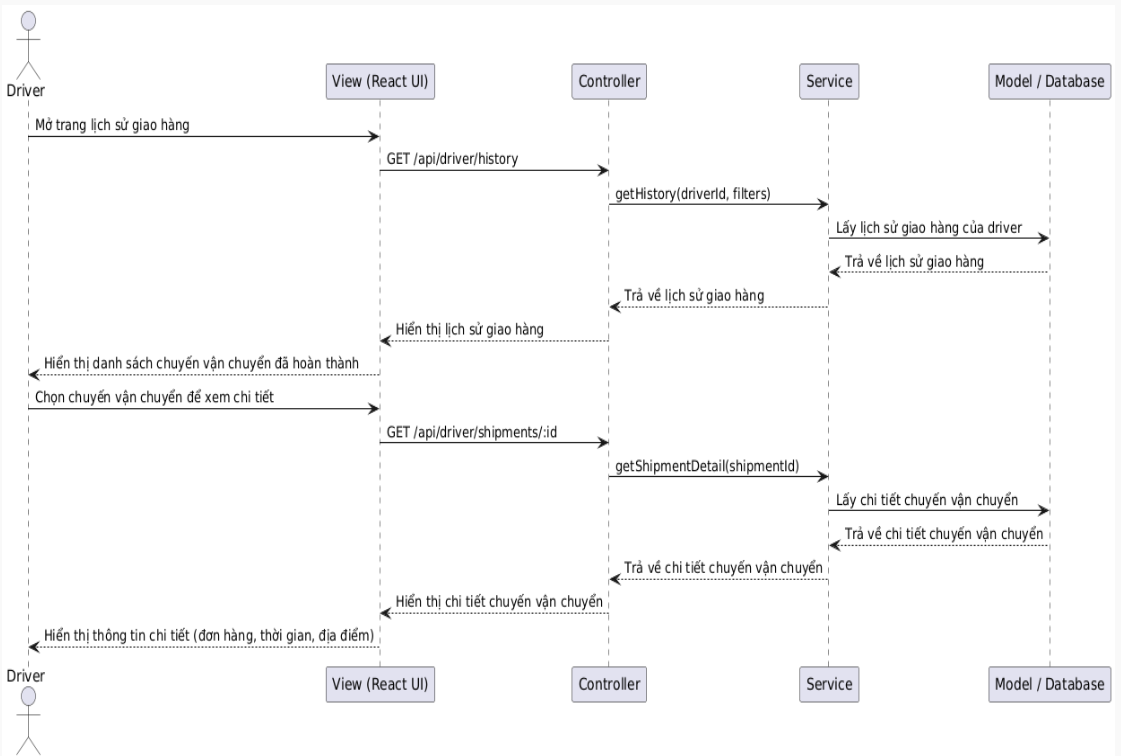 Driver
View (React UI)
Controller
Service
Model / Database
Mở trang lịch sử giao hàng
GET /api/driver/history
getHistory(driverId, filters)
Lấy lịch sử giao hàng của driver
Trả về lịch sử giao hàng
Trả về lịch sử giao hàng
Hiển thị lịch sử giao hàng
Hiển thị danh sách chuyến vận chuyển đã hoàn thành
Chọn chuyến vận chuyển để xem chi tiết
GET /api/driver/shipments/:id
getShipmentDetail(shipmentId)
Lấy chi tiết chuyến vận chuyển
Trả về chi tiết chuyến vận chuyển
Trả về chi tiết chuyến vận chuyển
Hiển thị chi tiết chuyến vận chuyển
Hiển thị thông tin chi tiết (đơn hàng, thời gian, địa điểm)
Driver
View (React UI)
Controller
Service
Model / Database